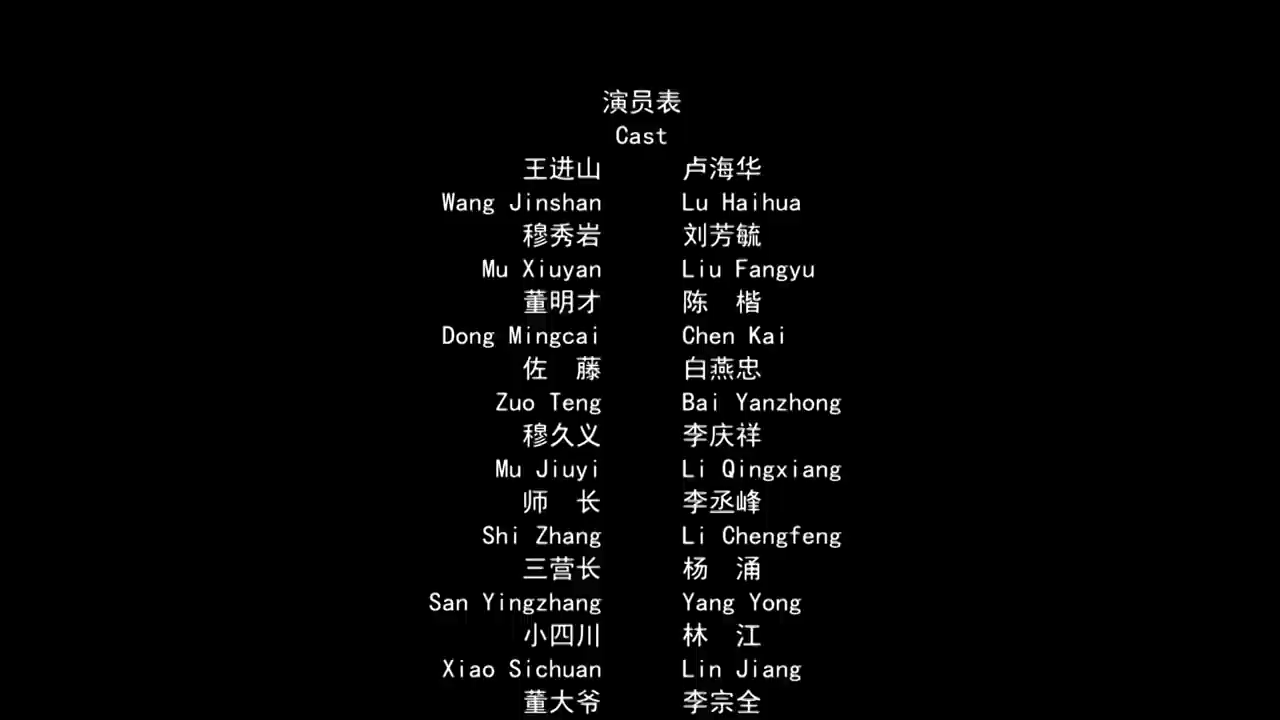 演员表
Cast
王进山 卢海华
Wang Jinshan Lu Haihua
穆秀岩 刘芳毓
Mu Xiuyan Liu Fangyu
董明才 陈 楷
Dong Mingcai Chen Kai
佐 藤 白燕忠
Zuo Teng Bai Yanzhong
穆久义 李庆祥
Mu Jiuyi Li Qingxiang
师 长 李丞峰
Shi Zhang Li Chengfeng
三营长 杨 涌
San Yingzhang Yang Yong
小四川 林 江
Xiao Sichuan Lin Jiang
董大爷 李宗全